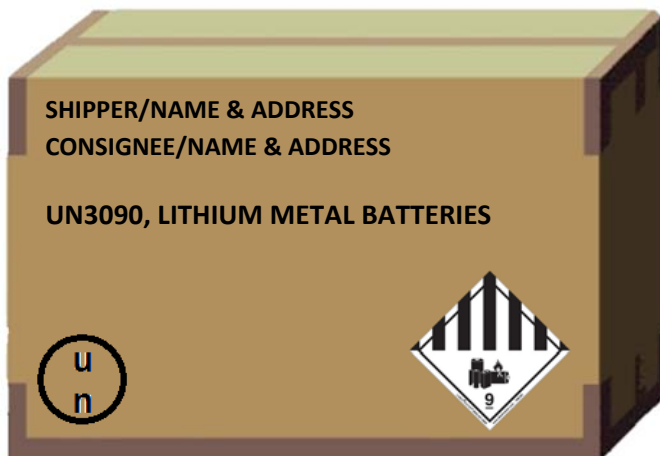 SHIPPER/NAME & ADDRESS
CONSIGNEE/NAME & ADDRESS
UN3090, LITHIUM METAL BATTERIES
u
n
9